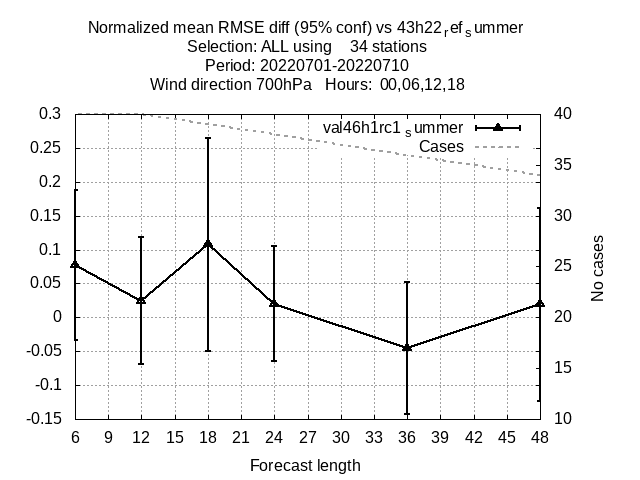 Normalized mean RMSE diff (95% conf) vs 43h22refsummer
Selection: ALL using 34 stations
Period: 20220701-20220710
Wind direction 700hPa Hours: 00,06,12,18
val46h1rc1summer
Cases
0.3
0.25
0.2
0.15
0.1
0.05
0
-0.05
-0.1
-0.15
40
35
30
25
20
15
10
No cases
6 9 12 15 18 21 24 27 30 33 36 39 42 45 48
Forecast length